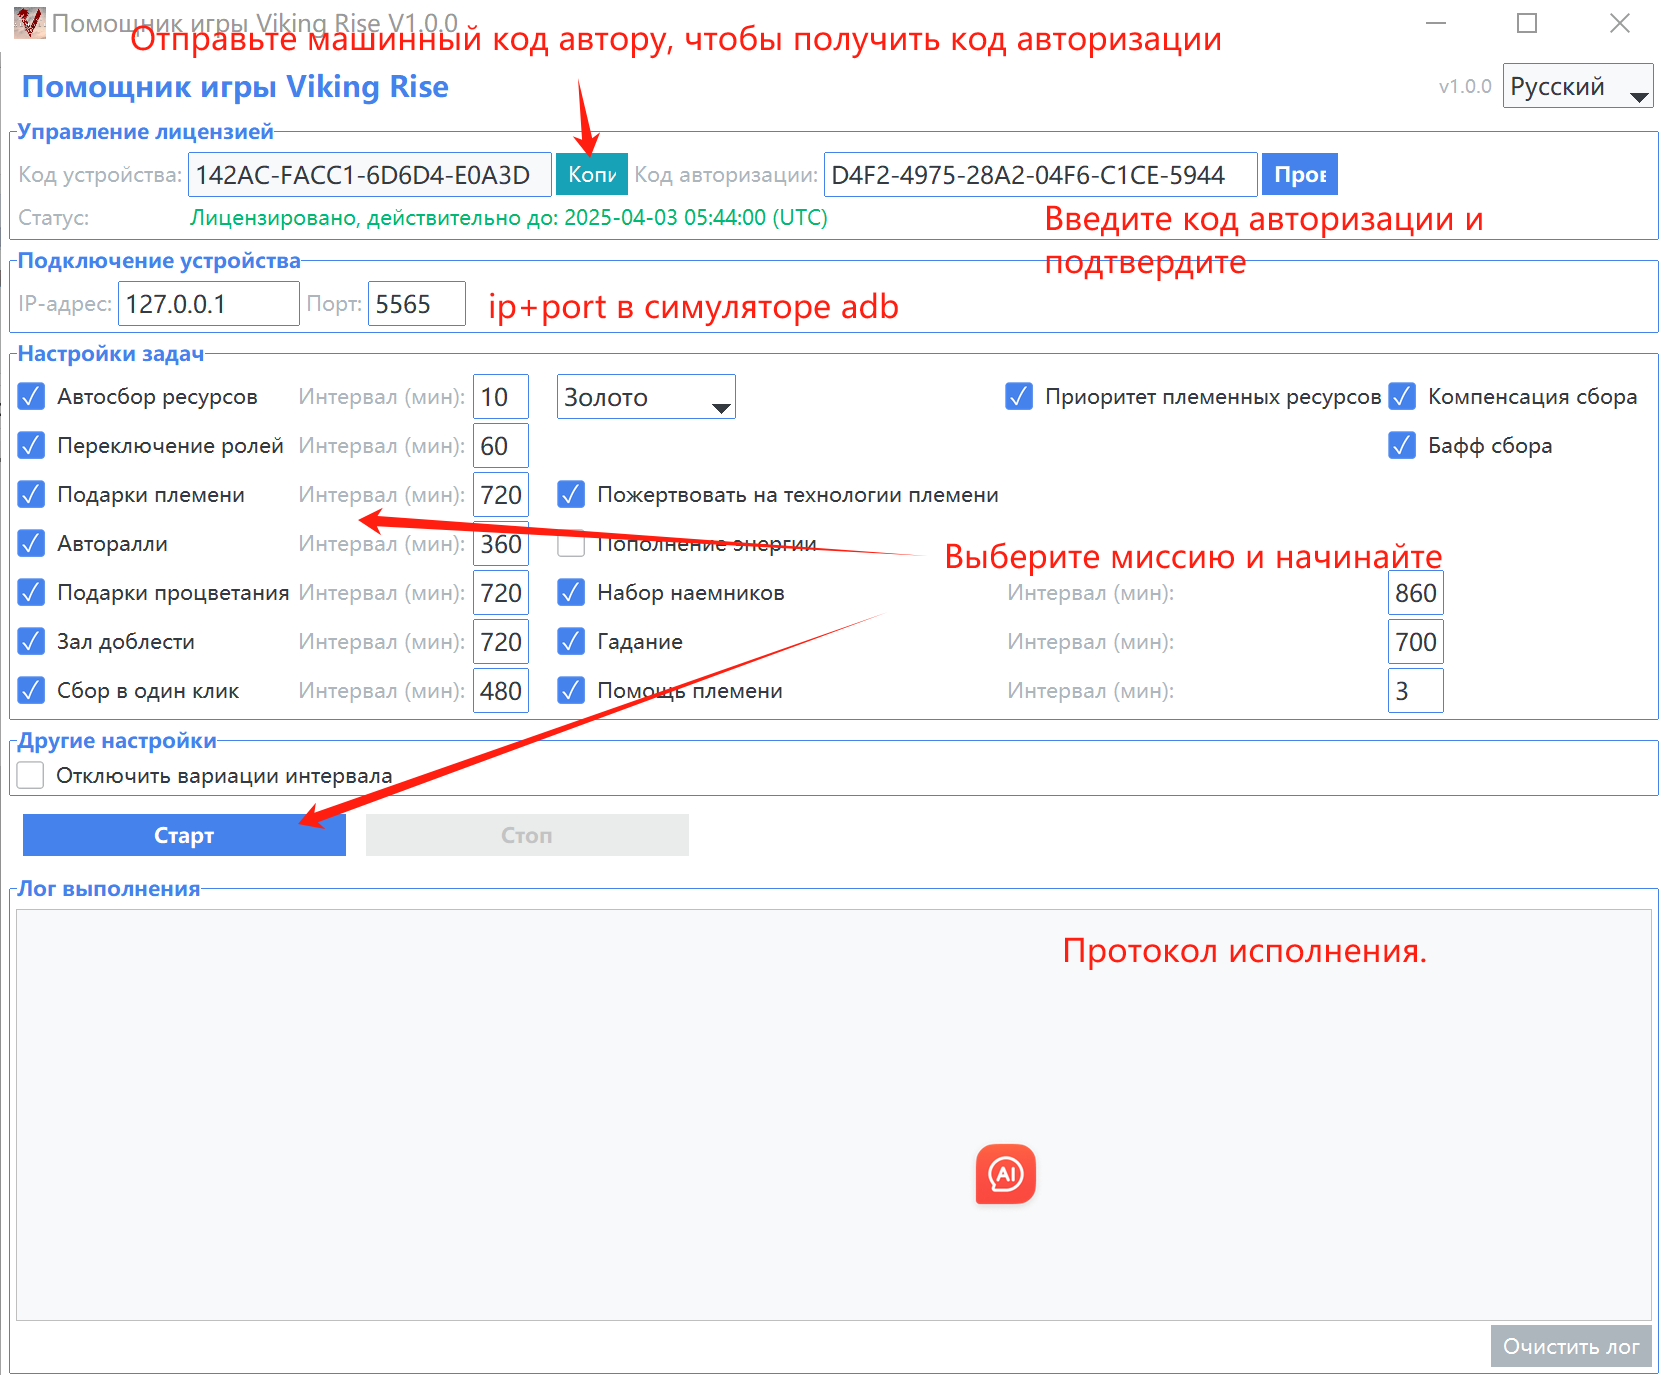 Помощник игры Viking Rise V1.0.0
Отправьте машинный код автору, чтобы получить код авторизации
Помощник игры Viking Rise
v1.0.0 Русский
Управление лицензией
Код устройства: 142AC-FACC1-6D6D4-E0A3D Копи Код авторизации: D4F2-4975-28A2-04F6-C1CE-5944 Пров
Статус: Лицензировано, действительно до: 2025-04-03 05:44:00 (UTC)
Введите код авторизации и
подтвердите
Подключение устройства
IP-адрес: 127.0.0.1 Порт: 5565 ip+port в симуляторе adb
Настройки задач
Автосбор ресурсов Интервал (мин): 10 Золото Приоритет племенных ресурсов Компенсация сбора
Переключение ролей Интервал (мин): 60 Бафф сбора
Подарки племени Интервал (мин): 720 Пожертвовать на технологии племени
Авторалли Интервал (мин): 360 Пополнение энергии
Выберите миссию и начинайте
Подарки процветания Интервал (мин): 720 Набор наемников Интервал (мин): 860
Зал доблести Интервал (мин): 720 Гадание Интервал (мин): 700
Сбор в один клик Интервал (мин): 480 Помощь племени Интервал (мин): 3
Другие настройки
Отключить вариации интервала
Старт Стоп
Лог выполнения
Протокол исполнения.
AI
Очистить лог